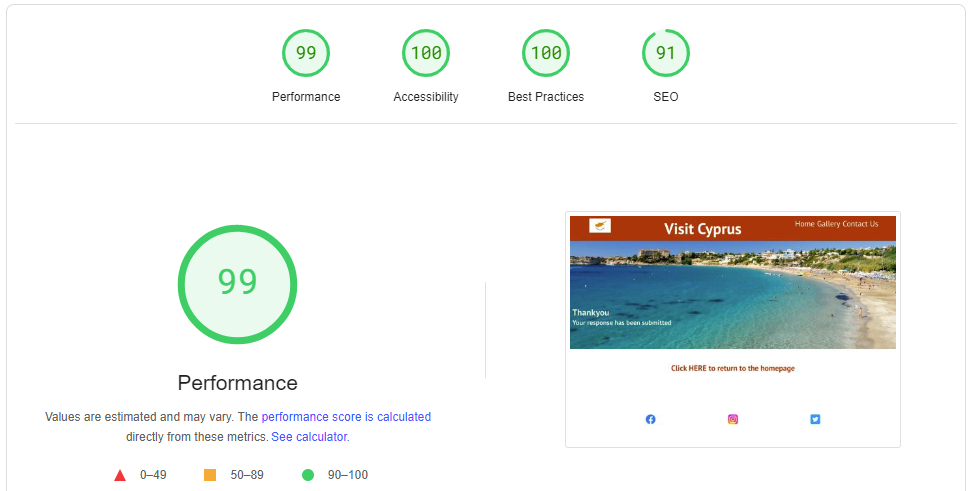 99 100 100 91
Performance Accessibility Best Practices SEO
99
Performance
Values are estimated and may vary. The performance score is calculated
directly from these metrics. See calculator.
0–49 50–89 90–100
Visit Cyprus
Home Gallery Contact Us
Thankyou
Your response has been submitted
Click HERE to return to the homepage